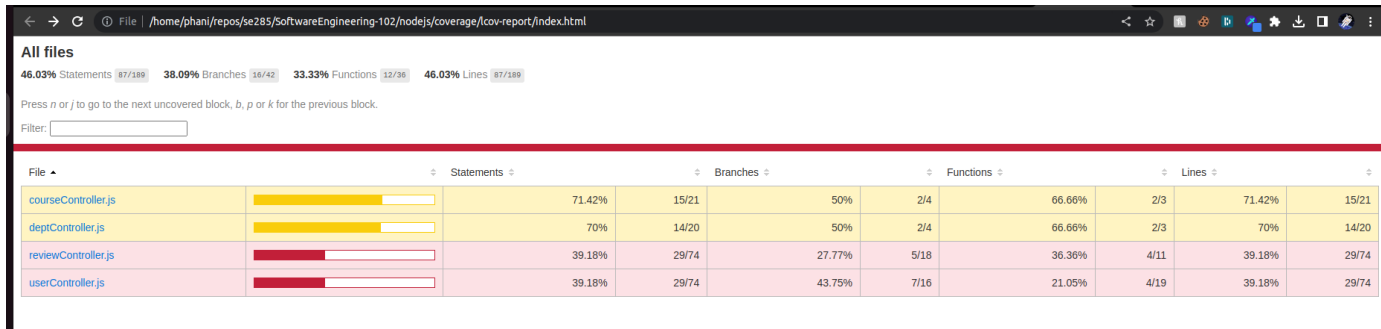 File /home/phani/repos/se285/SoftwareEngineering-102/nodejs/coverage/lcov-report/index.html
All files
46.03% Statements 87/189 38.09% Branches 16/42 33.33% Functions 12/36 46.03% Lines 87/189
Press n or j to go to the next uncovered block, b, p or k for the previous block.
Filter:
File Statements Branches Functions Lines
courseController.js 71.42% 15/21 50% 2/4 66.66% 2/3 71.42% 15/21
deptController.js 70% 14/20 50% 2/4 66.66% 2/3 70% 14/20
reviewController.js 39.18% 29/74 27.77% 5/18 36.36% 4/11 39.18% 29/74
userController.js 39.18% 29/74 43.75% 7/16 21.05% 4/19 39.18% 29/74